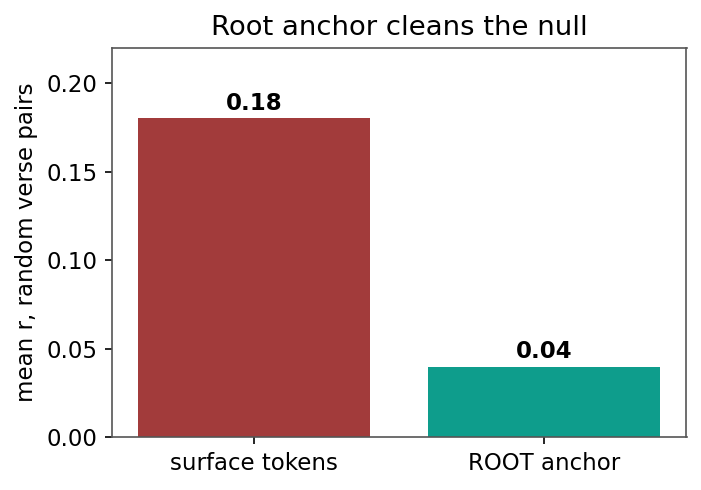 Root anchor cleans the null
mean r, random verse pairs
0.20
0.15
0.10
0.05
0.00
0.18
0.04
surface tokens
ROOT anchor